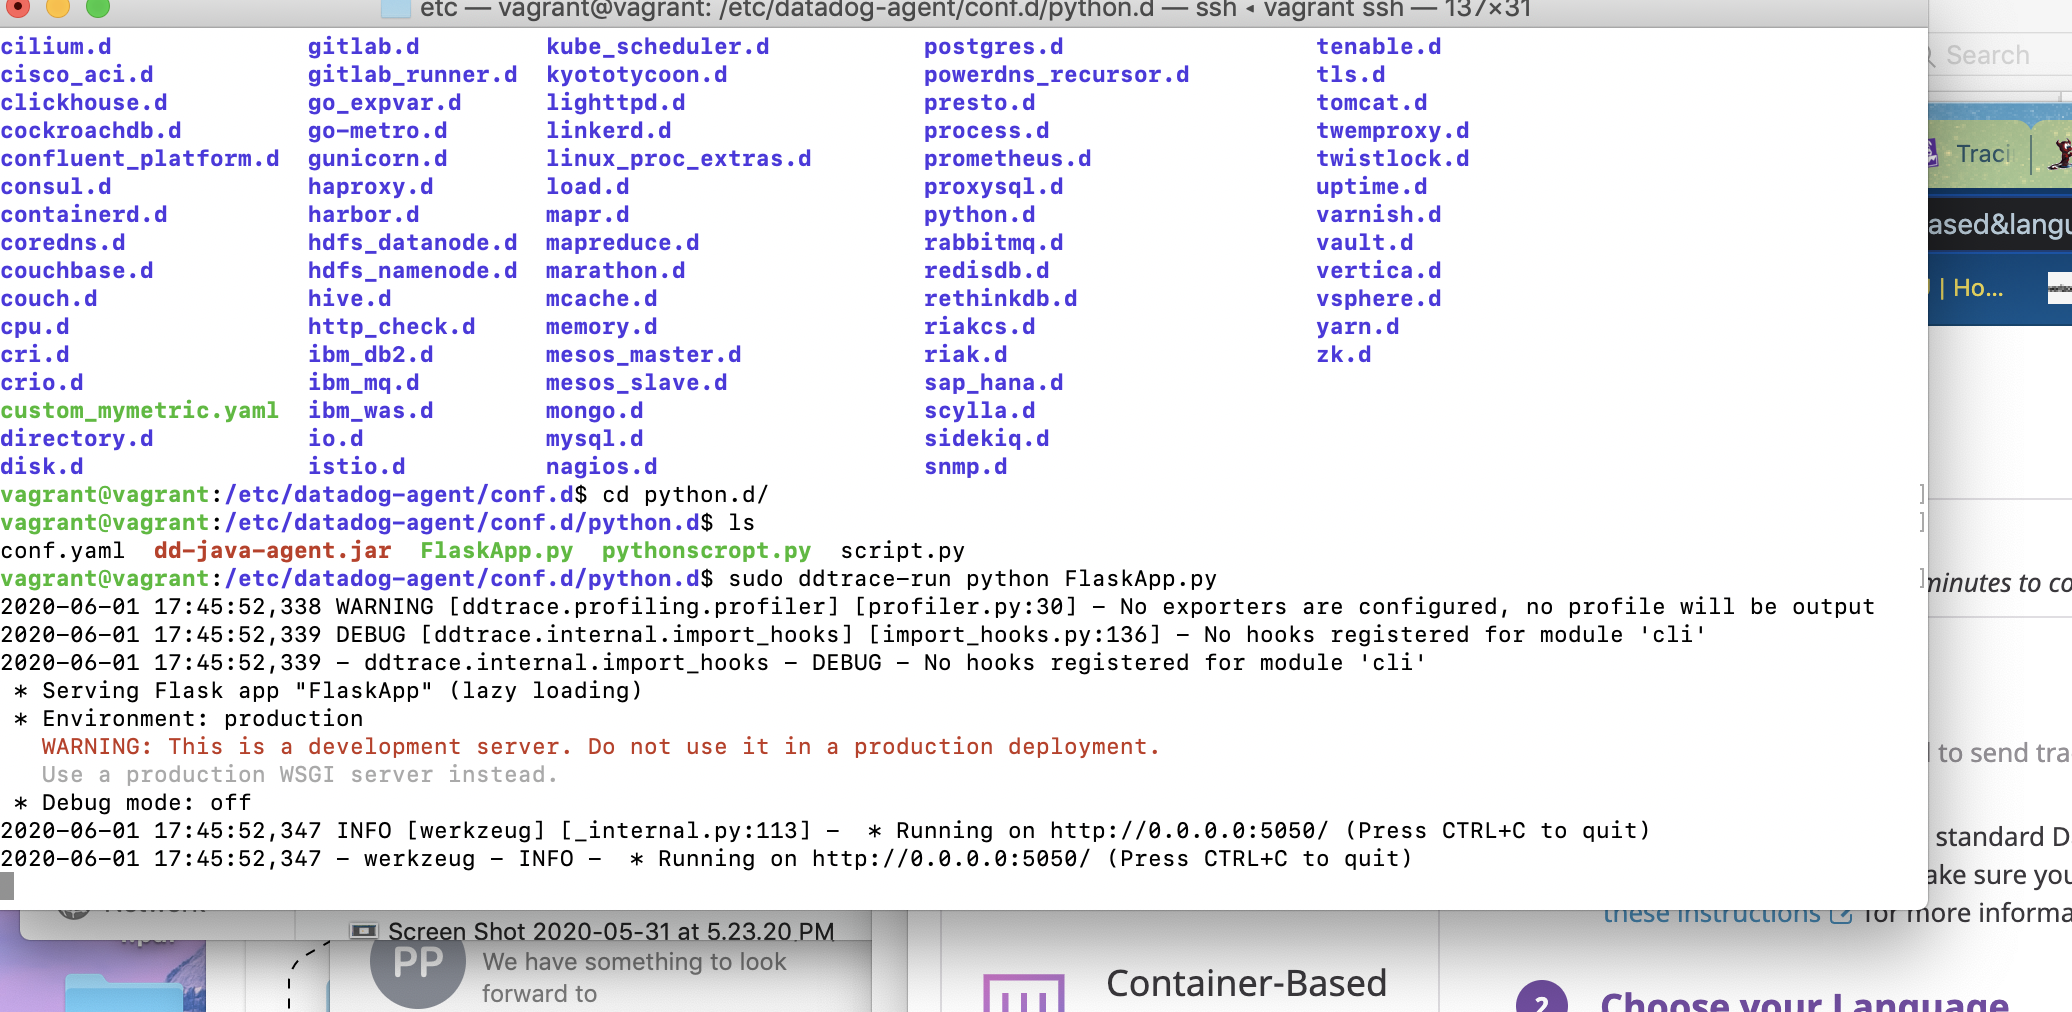 etc — vagrant@vagrant: /etc/datadog-agent/conf.d/python.d — ssh ◂ vagrant ssh — 137×31
cilium.d gitlab.d kube_scheduler.d postgres.d tenable.d
cisco_aci.d gitlab_runner.d kyototycoon.d powerdns_recursor.d tls.d
clickhouse.d go_expvar.d lighttpd.d presto.d tomcat.d
cockroachdb.d go-metro.d linkerd.d process.d twemproxy.d
confluent_platform.d gunicorn.d linux_proc_extras.d prometheus.d twistlock.d
consul.d haproxy.d load.d proxysql.d uptime.d
containerd.d harbor.d mapr.d python.d varnish.d
coredns.d hdfs_datanode.d mapreduce.d rabbitmq.d vault.d
couchbase.d hdfs_namenode.d marathon.d redisdb.d vertica.d
couch.d hive.d mcache.d rethinkdb.d vsphere.d
cpu.d http_check.d memory.d riakcs.d yarn.d
cri.d ibm_db2.d mesos_master.d riak.d zk.d
crio.d ibm_mq.d mesos_slave.d sap_hana.d
custom_mymetric.yaml ibm_was.d mongo.d scylla.d
directory.d io.d mysql.d sidekiq.d
disk.d istio.d nagios.d snmp.d
vagrant@vagrant:/etc/datadog-agent/conf.d$ cd python.d/
vagrant@vagrant:/etc/datadog-agent/conf.d/python.d$ ls
conf.yaml dd-java-agent.jar FlaskApp.py pythonscropt.py script.py
vagrant@vagrant:/etc/datadog-agent/conf.d/python.d$ sudo ddtrace-run python FlaskApp.py
2020-06-01 17:45:52,338 WARNING [ddtrace.profiling.profiler] [profiler.py:30] - No exporters are configured, no profile will be output
2020-06-01 17:45:52,339 DEBUG [ddtrace.internal.import_hooks] [import_hooks.py:136] - No hooks registered for module 'cli'
2020-06-01 17:45:52,339 - ddtrace.internal.import_hooks - DEBUG - No hooks registered for module 'cli'
* Serving Flask app "FlaskApp" (lazy loading)
* Environment: production
WARNING: This is a development server. Do not use it in a production deployment.
Use a production WSGI server instead.
* Debug mode: off
2020-06-01 17:45:52,347 INFO [werkzeug] [_internal.py:113] -  * Running on http://0.0.0.0:5050/ (Press CTRL+C to quit)
2020-06-01 17:45:52,347 - werkzeug - INFO -  * Running on http://0.0.0.0:5050/ (Press CTRL+C to quit)
Search
Traci
ased&langu
| Ho...
minutes to co
to send tra
standard D
ake sure you
these instructions for more informa
Screen Shot 2020-05-31 at 5.23.20 PM
PP
We have something to look
forward to
Container-Based
2 Choose your Language